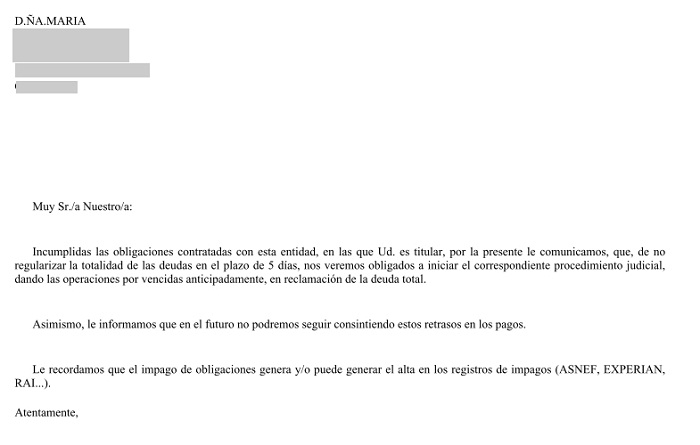 D.ÑA.MARIA
Muy Sr./a Nuestro/a:
Incumplidas las obligaciones contratadas con esta entidad, en las que Ud. es titular, por la presente le comunicamos, que, de no
regularizar la totalidad de las deudas en el plazo de 5 días, nos veremos obligados a iniciar el correspondiente procedimiento judicial,
dando las operaciones por vencidas anticipadamente, en reclamación de la deuda total.
Asimismo, le informamos que en el futuro no podremos seguir consintiendo estos retrasos en los pagos.
Le recordamos que el impago de obligaciones genera y/o puede generar el alta en los registros de impagos (ASNEF, EXPERIAN,
RAI...).
Atentamente,